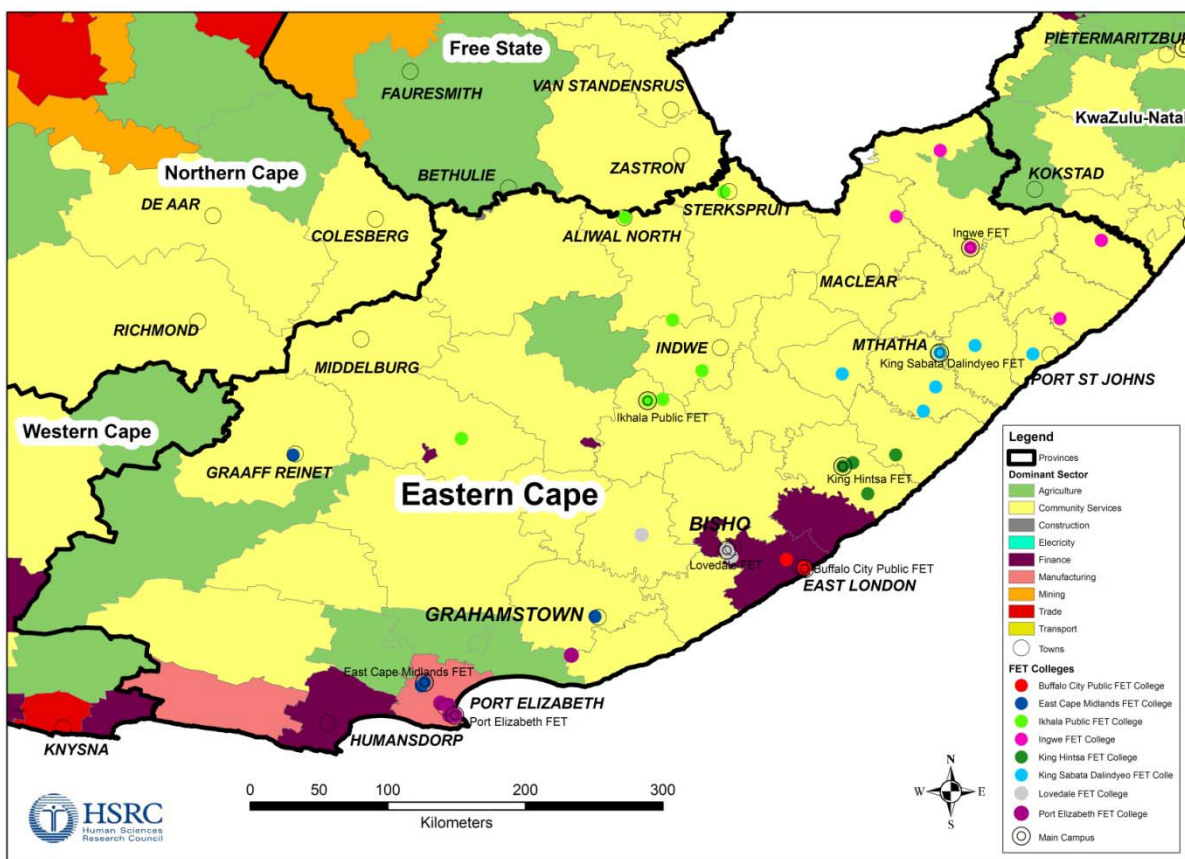 PIETERMARITZBUR
Free State
VAN STANDENSRUS
FAURESMITH
KwaZulu-Natal
Northern Cape
BETHULIE
ZASTRON
KOKSTAD
DE AAR
COLESBERG
ALIWAL NORTH
STERKSPRUIT
Ingwe FET
MACLEAR
RICHMOND
MIDDELBURG
INDWE
MTHATHA
King Sabata Dalindyeo FET
PORT ST JOHNS
Ikhala Public FET
Western Cape
GRAAFF REINET
Eastern Cape
King Hintsa FET
BISHO
Lovedale FET
Buffalo City Public FET
EAST LONDON
GRAHAMSTOWN
East Cape Midlands FET
PORT ELIZABETH
Port Elizabeth FET
HUMANSDORP
KNYSNA
Legend
Provinces
Dominant Sector
Agriculture
Community Services
Construction
Elecricity
Finance
Manufacturing
Mining
Trade
Transport
Towns
FET Colleges
Buffalo City Public FET College
East Cape Midlands FET College
Ikhala Public FET College
Ingwe FET College
King Hintsa FET College
King Sabata Dalindyeo FET Colle
Lovedale FET College
Port Elizabeth FET College
Main Campus
0 50 100 200 300
Kilometers
N
W E
S
HSRC
Human Sciences
Research Council